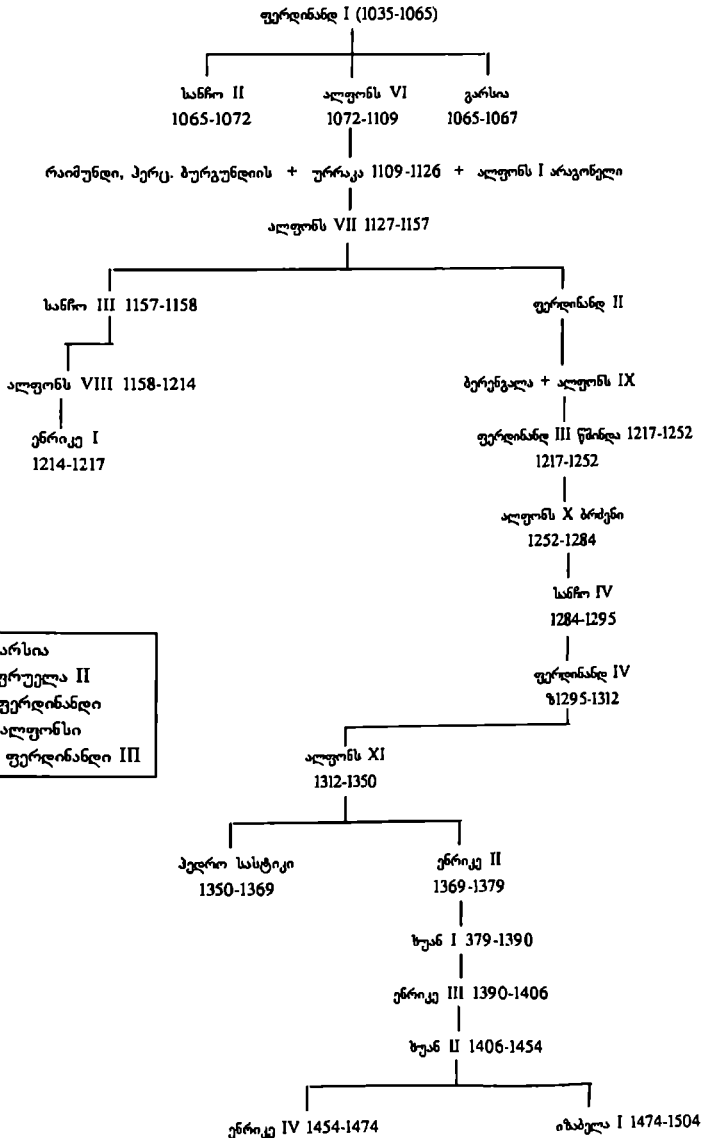 ფერდინანდ I (1035-1065)
სანჩო II ალფონს VI გარსია
1065-1072 1072-1109 1065-1067
რაიმუნდი, ჰერც. ბურგუნდიის + ურრაკა 1109-1126 + ალფონს I არაგონელი
ალფონს VII 1127-1157
სანჩო III 1157-1158 ფერდინანდ II
ალფონს VIII 1158-1214 ბერენგალა + ალფონს IX
ენრიკე I ფერდინანდ III წმინდა 1217-1252
1214-1217 1217-1252
ალფონს X ბრძენი
1252-1284
სანჩო IV
1284-1295
არსია
ფრუელა II
ფერდინანდი
ალფონსი
ფერდინანდი III
ფერდინანდ IV
ზ1295-1312
ალფონს XI
1312-1350
პედრო სასტიკი ენრიკე II
1350-1369 1369-1379
ხუან I 379-1390
ენრიკე III 1390-1406
ხუან II 1406-1454
ენრიკე IV 1454-1474 იზაბელა I 1474-1504